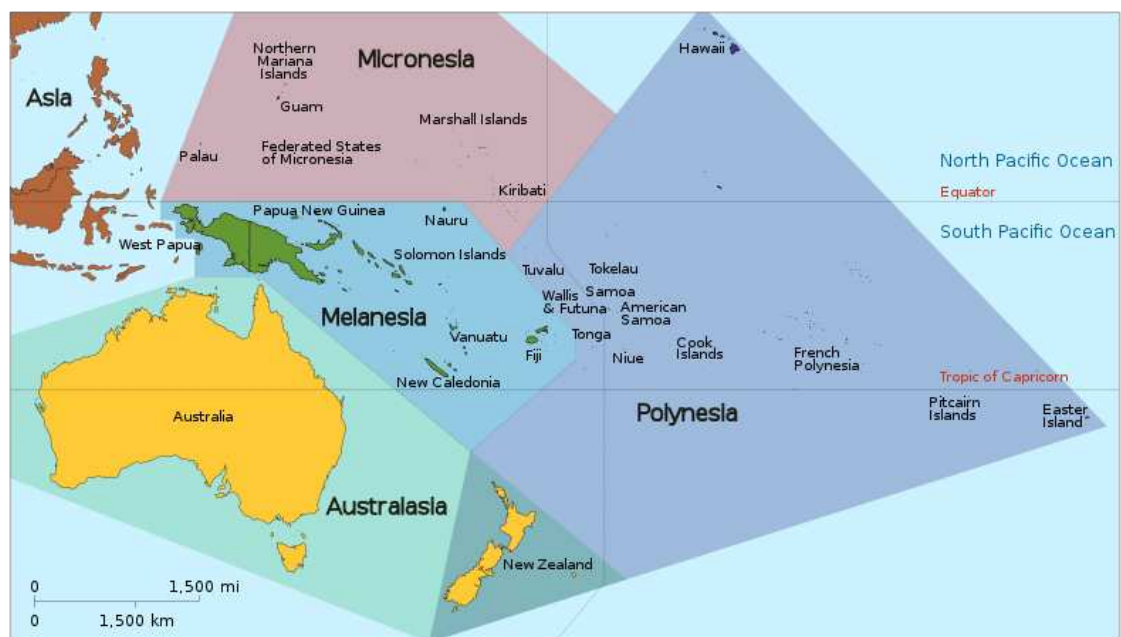 Hawaii
Northern
Mariana
Islands
Micronesia
Asia
Guam
Marshall Islands
Federated States
of Micronesia
Palau
North Pacific Ocean
Kiribati
Equator
Papua New Guinea
Nauru
South Pacific Ocean
West Papua
Solomon Islands
Tuvalu
Tokelau
Wallis
& Futuna
Samoa
American
Samoa
Melanesia
Vanuatu
Tonga
Fiji
Niue
Cook
Islands
French
Polynesia
New Caledonia
Tropic of Capricorn
Pitcairn
Islands
Easter
Island
Polynesia
Australia
Australasia
New Zealand
0 1,500 mi
0 1,500 km